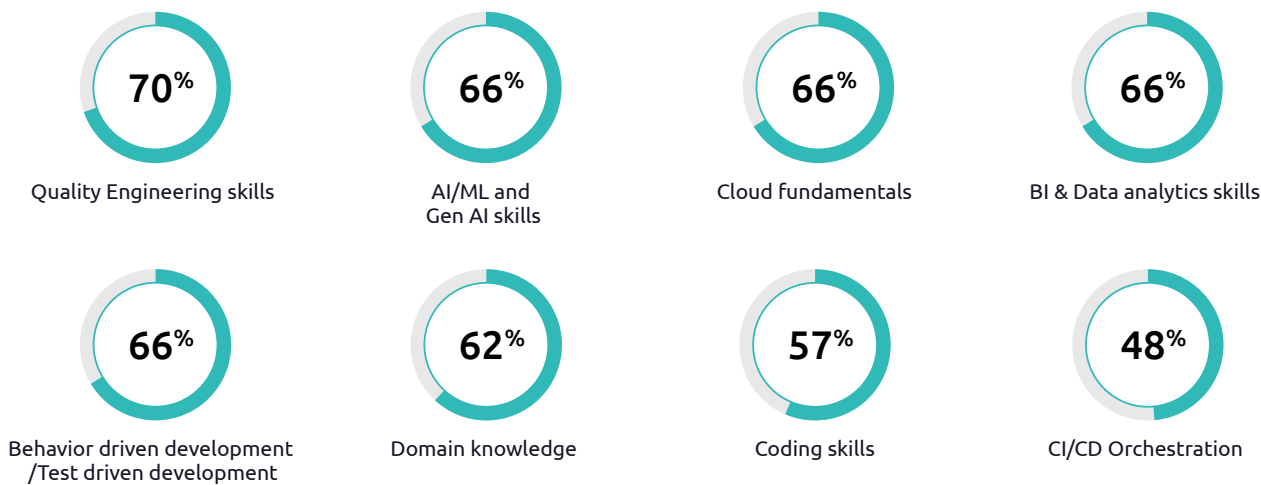 70%
66%
66%
66%
Quality Engineering skills
AI/ML and
Gen AI skills
Cloud fundamentals
BI & Data analytics skills
66%
62%
57%
48%
Behavior driven development
/Test driven development
Domain knowledge
Coding skills
CI/CD Orchestration